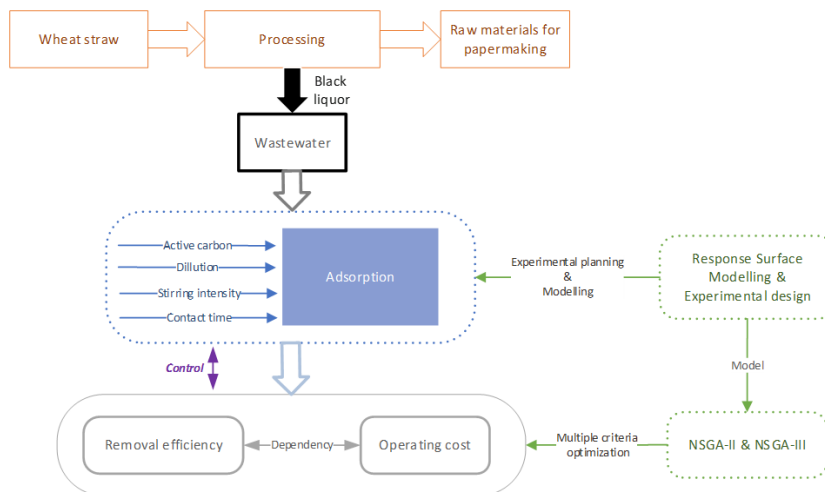 Wheat straw
Processing
Raw materials for
papermaking
Black
liquor
Wastewater
Active carbon
Dillution
Stirring intensity
Contact time
Adsorption
Experimental planning
&
Modelling
Response Surface
Modelling &
Experimental design
Control
Model
Removal efficiency
Dependency
Operating cost
Multiple criteria
optimization
NSGA-II & NSGA-III